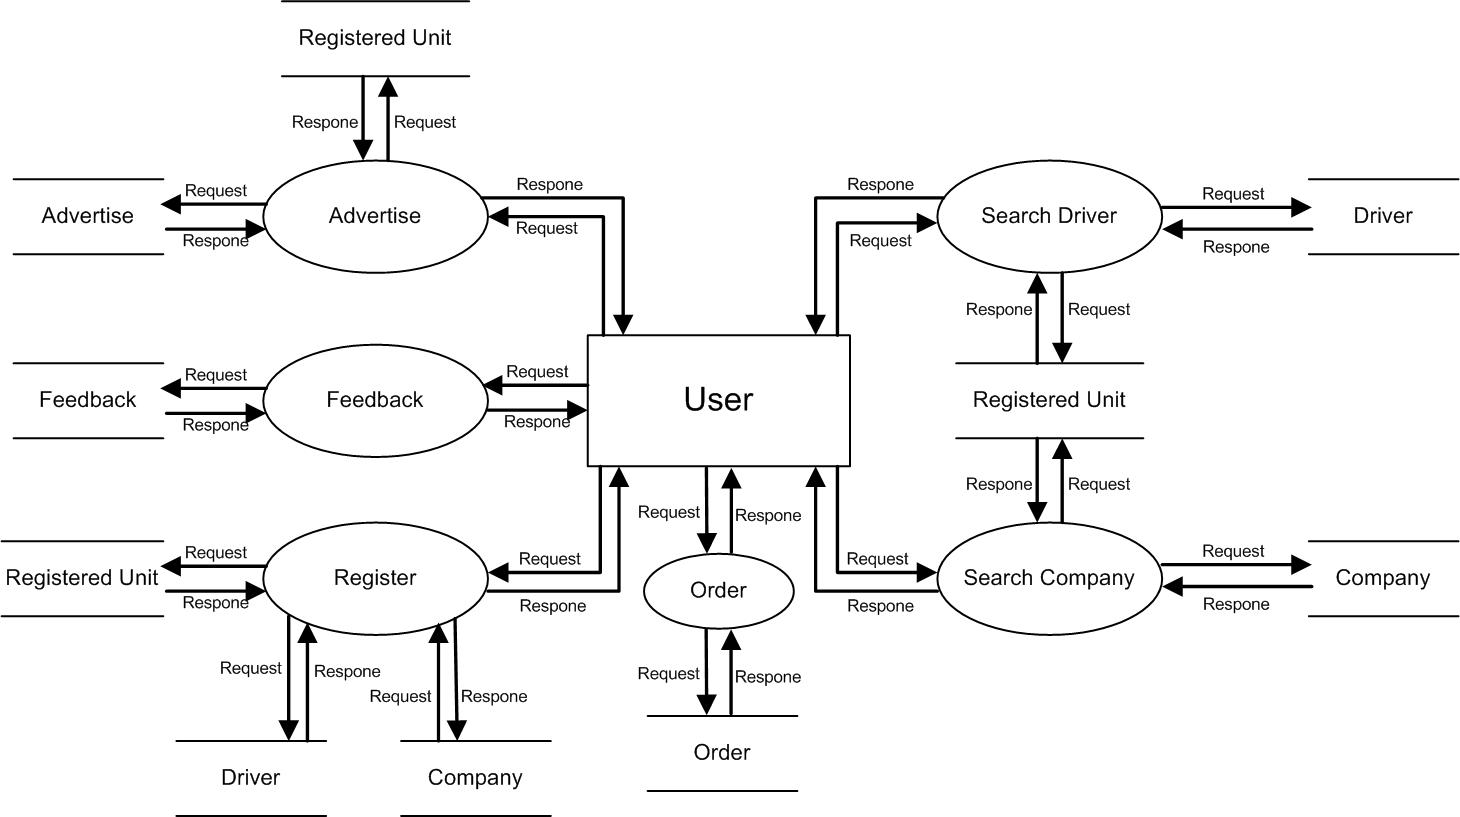 Registered Unit
Respone
Request
Request
Respone
Respone
Request
Advertise
Advertise
Search Driver
Driver
Respone
Request
Request
Respone
Request
Respone
Respone
Request
Request
Respone
Feedback
Feedback
Request
Respone
User
Registered Unit
Respone
Request
Request
Respone
Request
Respone
Registered Unit
Register
Request
Respone
Order
Request
Respone
Search Company
Request
Respone
Company
Request
Respone
Request
Respone
Request
Respone
Driver
Company
Order